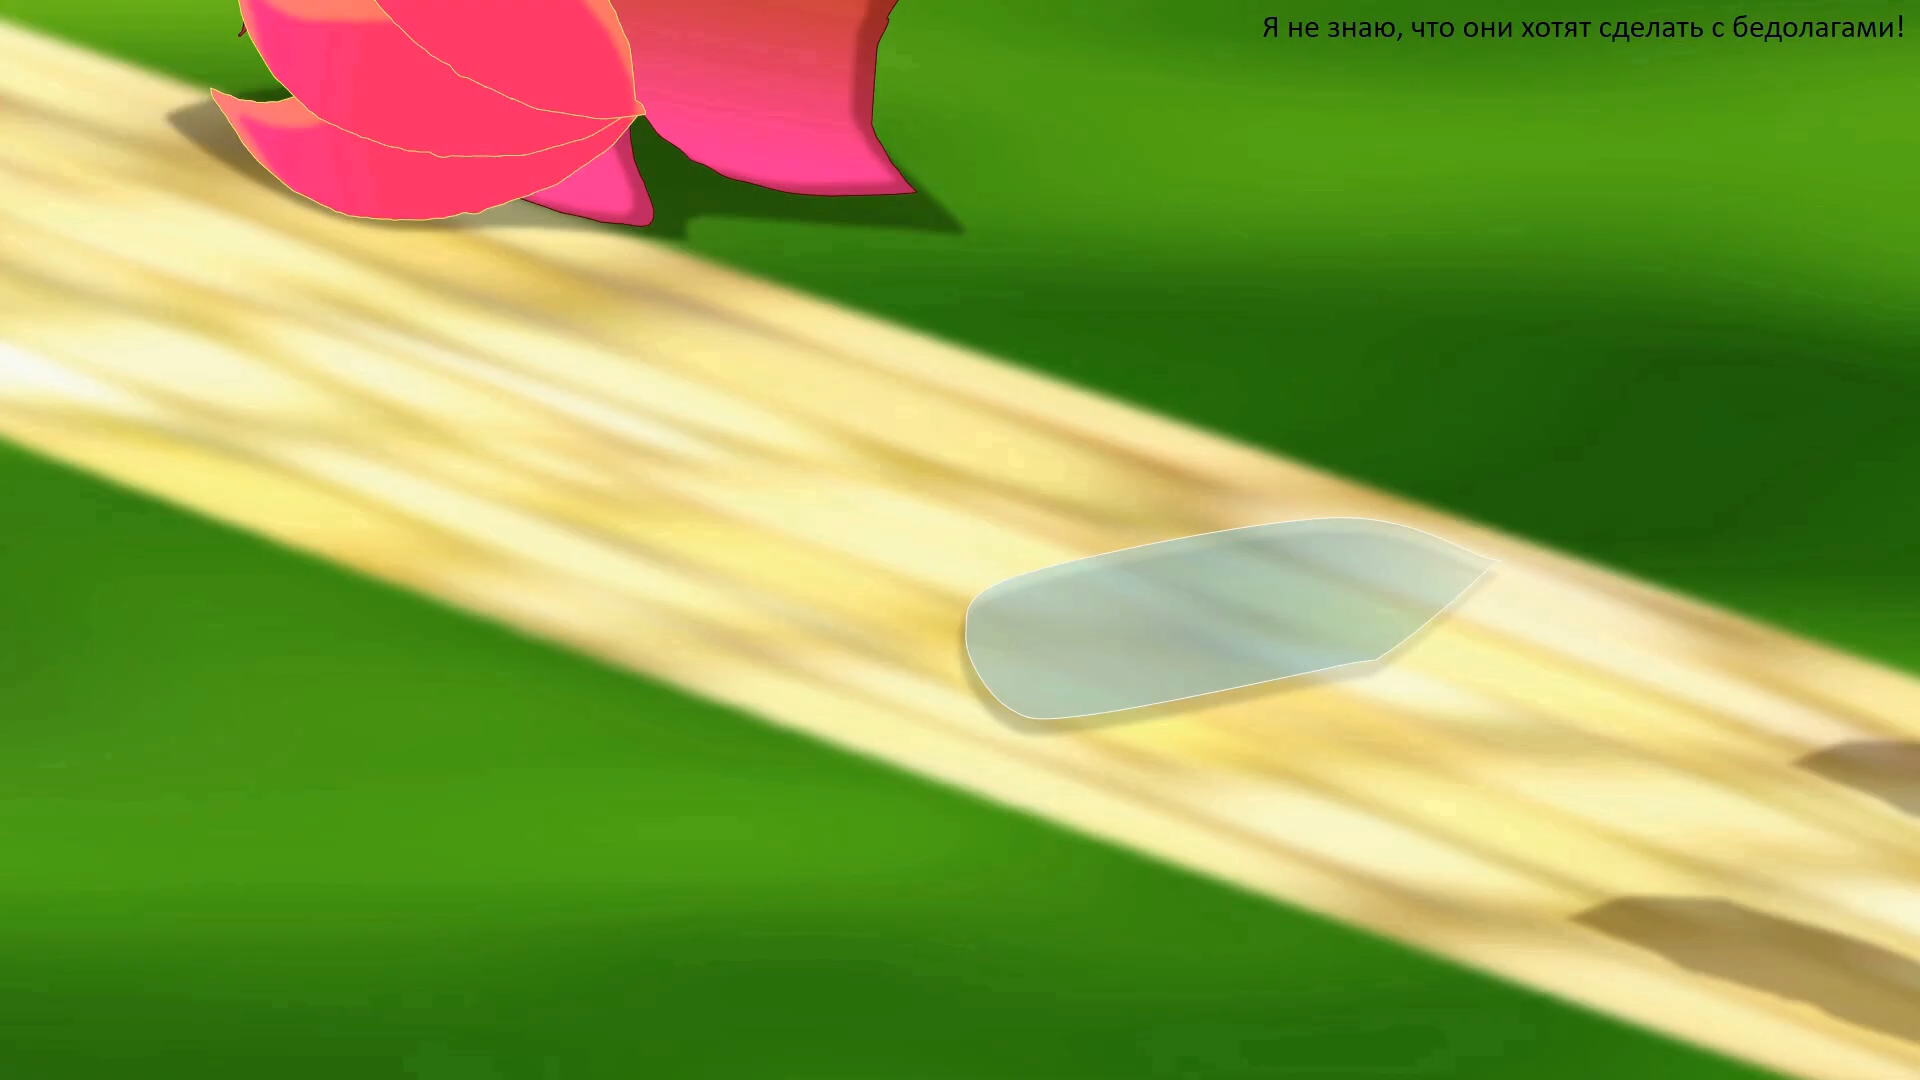 Я не знаю, что они хотят сделать с бедолагами!